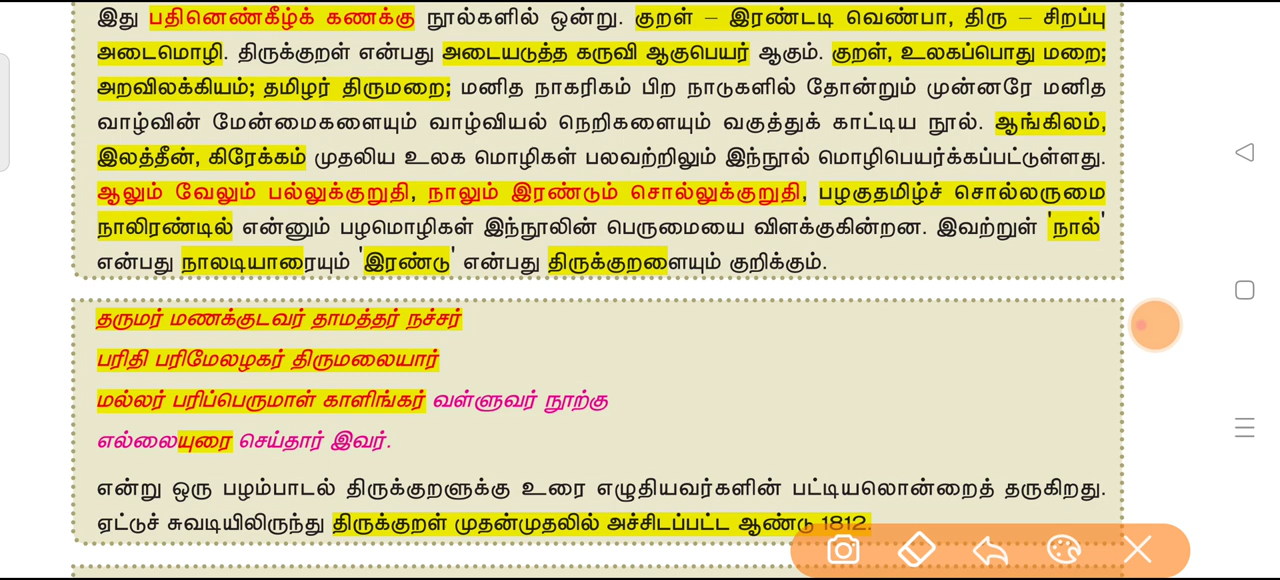 இது பதினெண்கீழ்க் கணக்கு நூல்களில் ஒன்று. குறள் – இரண்டடி வெண்பா, திரு – சிறப்பு
அடைமொழி. திருக்குறள் என்பது அடையடுத்த கருவி ஆகுபெயர் ஆகும். குறள், உலகப்பொது மறை;
அறவிலக்கியம்; தமிழர் திருமறை; மனித நாகரிகம் பிற நாடுகளில் தோன்றும் முன்னரே மனித
வாழ்வின் மேன்மைகளையும் வாழ்வியல் நெறிகளையும் வகுத்துக் காட்டிய நூல். ஆங்கிலம்,
இலத்தீன், கிரேக்கம் முதலிய உலக மொழிகள் பலவற்றிலும் இந்நூல் மொழிபெயர்க்கப்பட்டுள்ளது.
ஆலும் வேலும் பல்லுக்குறுதி, நாலும் இரண்டும் சொல்லுக்குறுதி, பழகுதமிழ்ச் சொல்லருமை
நாலிரண்டில் என்னும் பழமொழிகள் இந்நூலின் பெருமையை விளக்குகின்றன. இவற்றுள் 'நால்'
என்பது நாலடியாரையும் 'இரண்டு' என்பது திருக்குறளையும் குறிக்கும்.
தருமர் மணக்குடவர் தாமத்தர் நச்சர்
பரிதி பரிமேலழகர் திருமலையார்
மல்லர் பரிப்பெருமாள் காளிங்கர் வள்ளுவர் நூற்கு
எல்லையுரை செய்தார் இவர்.
என்று ஒரு பழம்பாடல் திருக்குறளுக்கு உரை எழுதியவர்களின் பட்டியலொன்றைத் தருகிறது.
ஏட்டுச் சுவடியிலிருந்து திருக்குறள் முதன்முதலில் அச்சிடப்பட்ட ஆண்டு 1812.